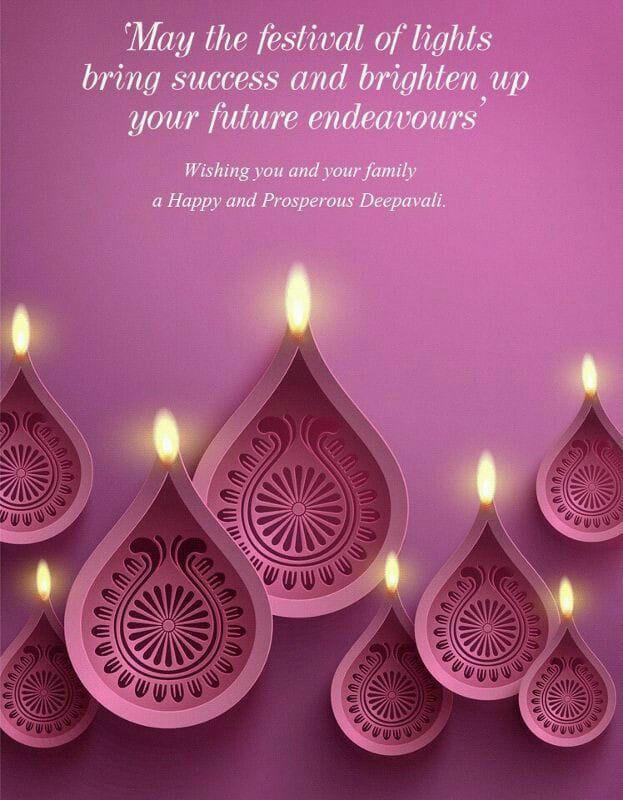 ‘May the festival of lights
bring success and brighten up
your future endeavours’
Wishing you and your family
a Happy and Prosperous Deepavali.